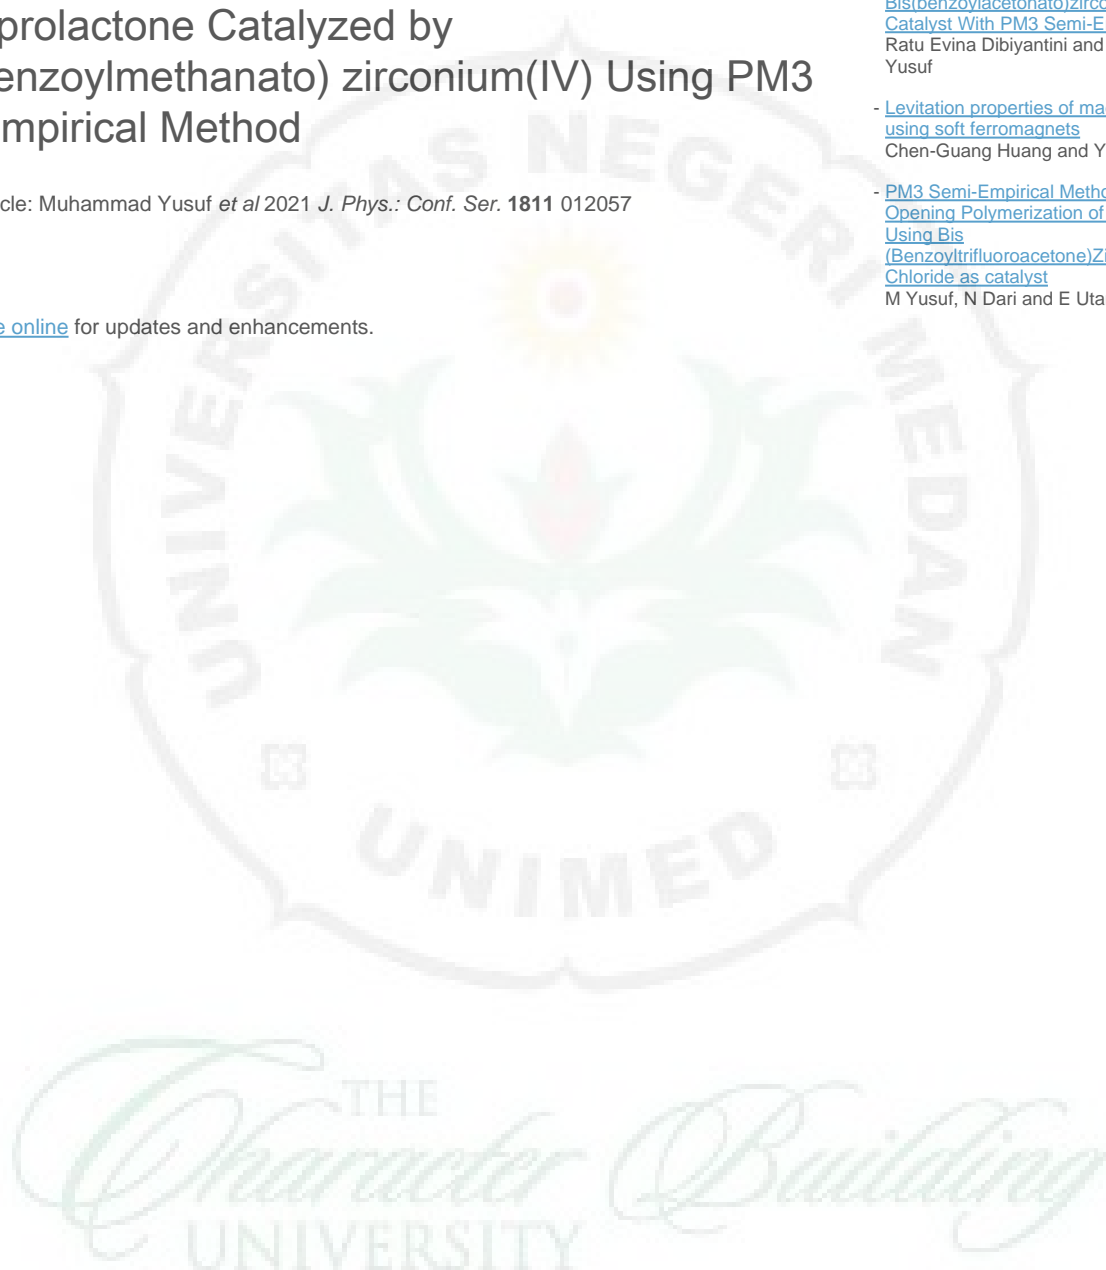 prolactone Catalyzed by
enzoylmethanato) zirconium(IV) Using PM3
mpirical Method
cle: Muhammad Yusuf et al 2021 J. Phys.: Conf. Ser. 1811 012057
e online for updates and enhancements.
Bis(benzoylacetonato)zirco
Catalyst With PM3 Semi-E
Ratu Evina Dibiyantini and
Yusuf
- Levitation properties of ma
using soft ferromagnets
Chen-Guang Huang and Y
- PM3 Semi-Empirical Metho
Opening Polymerization of
Using Bis
(Benzoyltrifluoroacetone)Zi
Chloride as catalyst
M Yusuf, N Dari and E Uta
UNIVERSITAS NEGERI MEDAN
UNIMED
THE
Character Building
UNIVERSITY